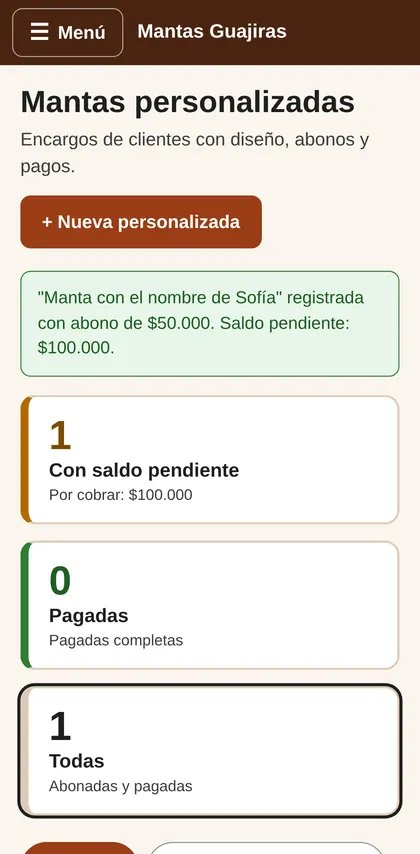 ☰ Menú
Mantas Guajiras
Mantas personalizadas
Encargos de clientes con diseño, abonos y
pagos.
+ Nueva personalizada
"Manta con el nombre de Sofía" registrada
con abono de $50.000. Saldo pendiente:
$100.000.
1
Con saldo pendiente
Por cobrar: $100.000
0
Pagadas
Pagadas completas
1
Todas
Abonadas y pagadas